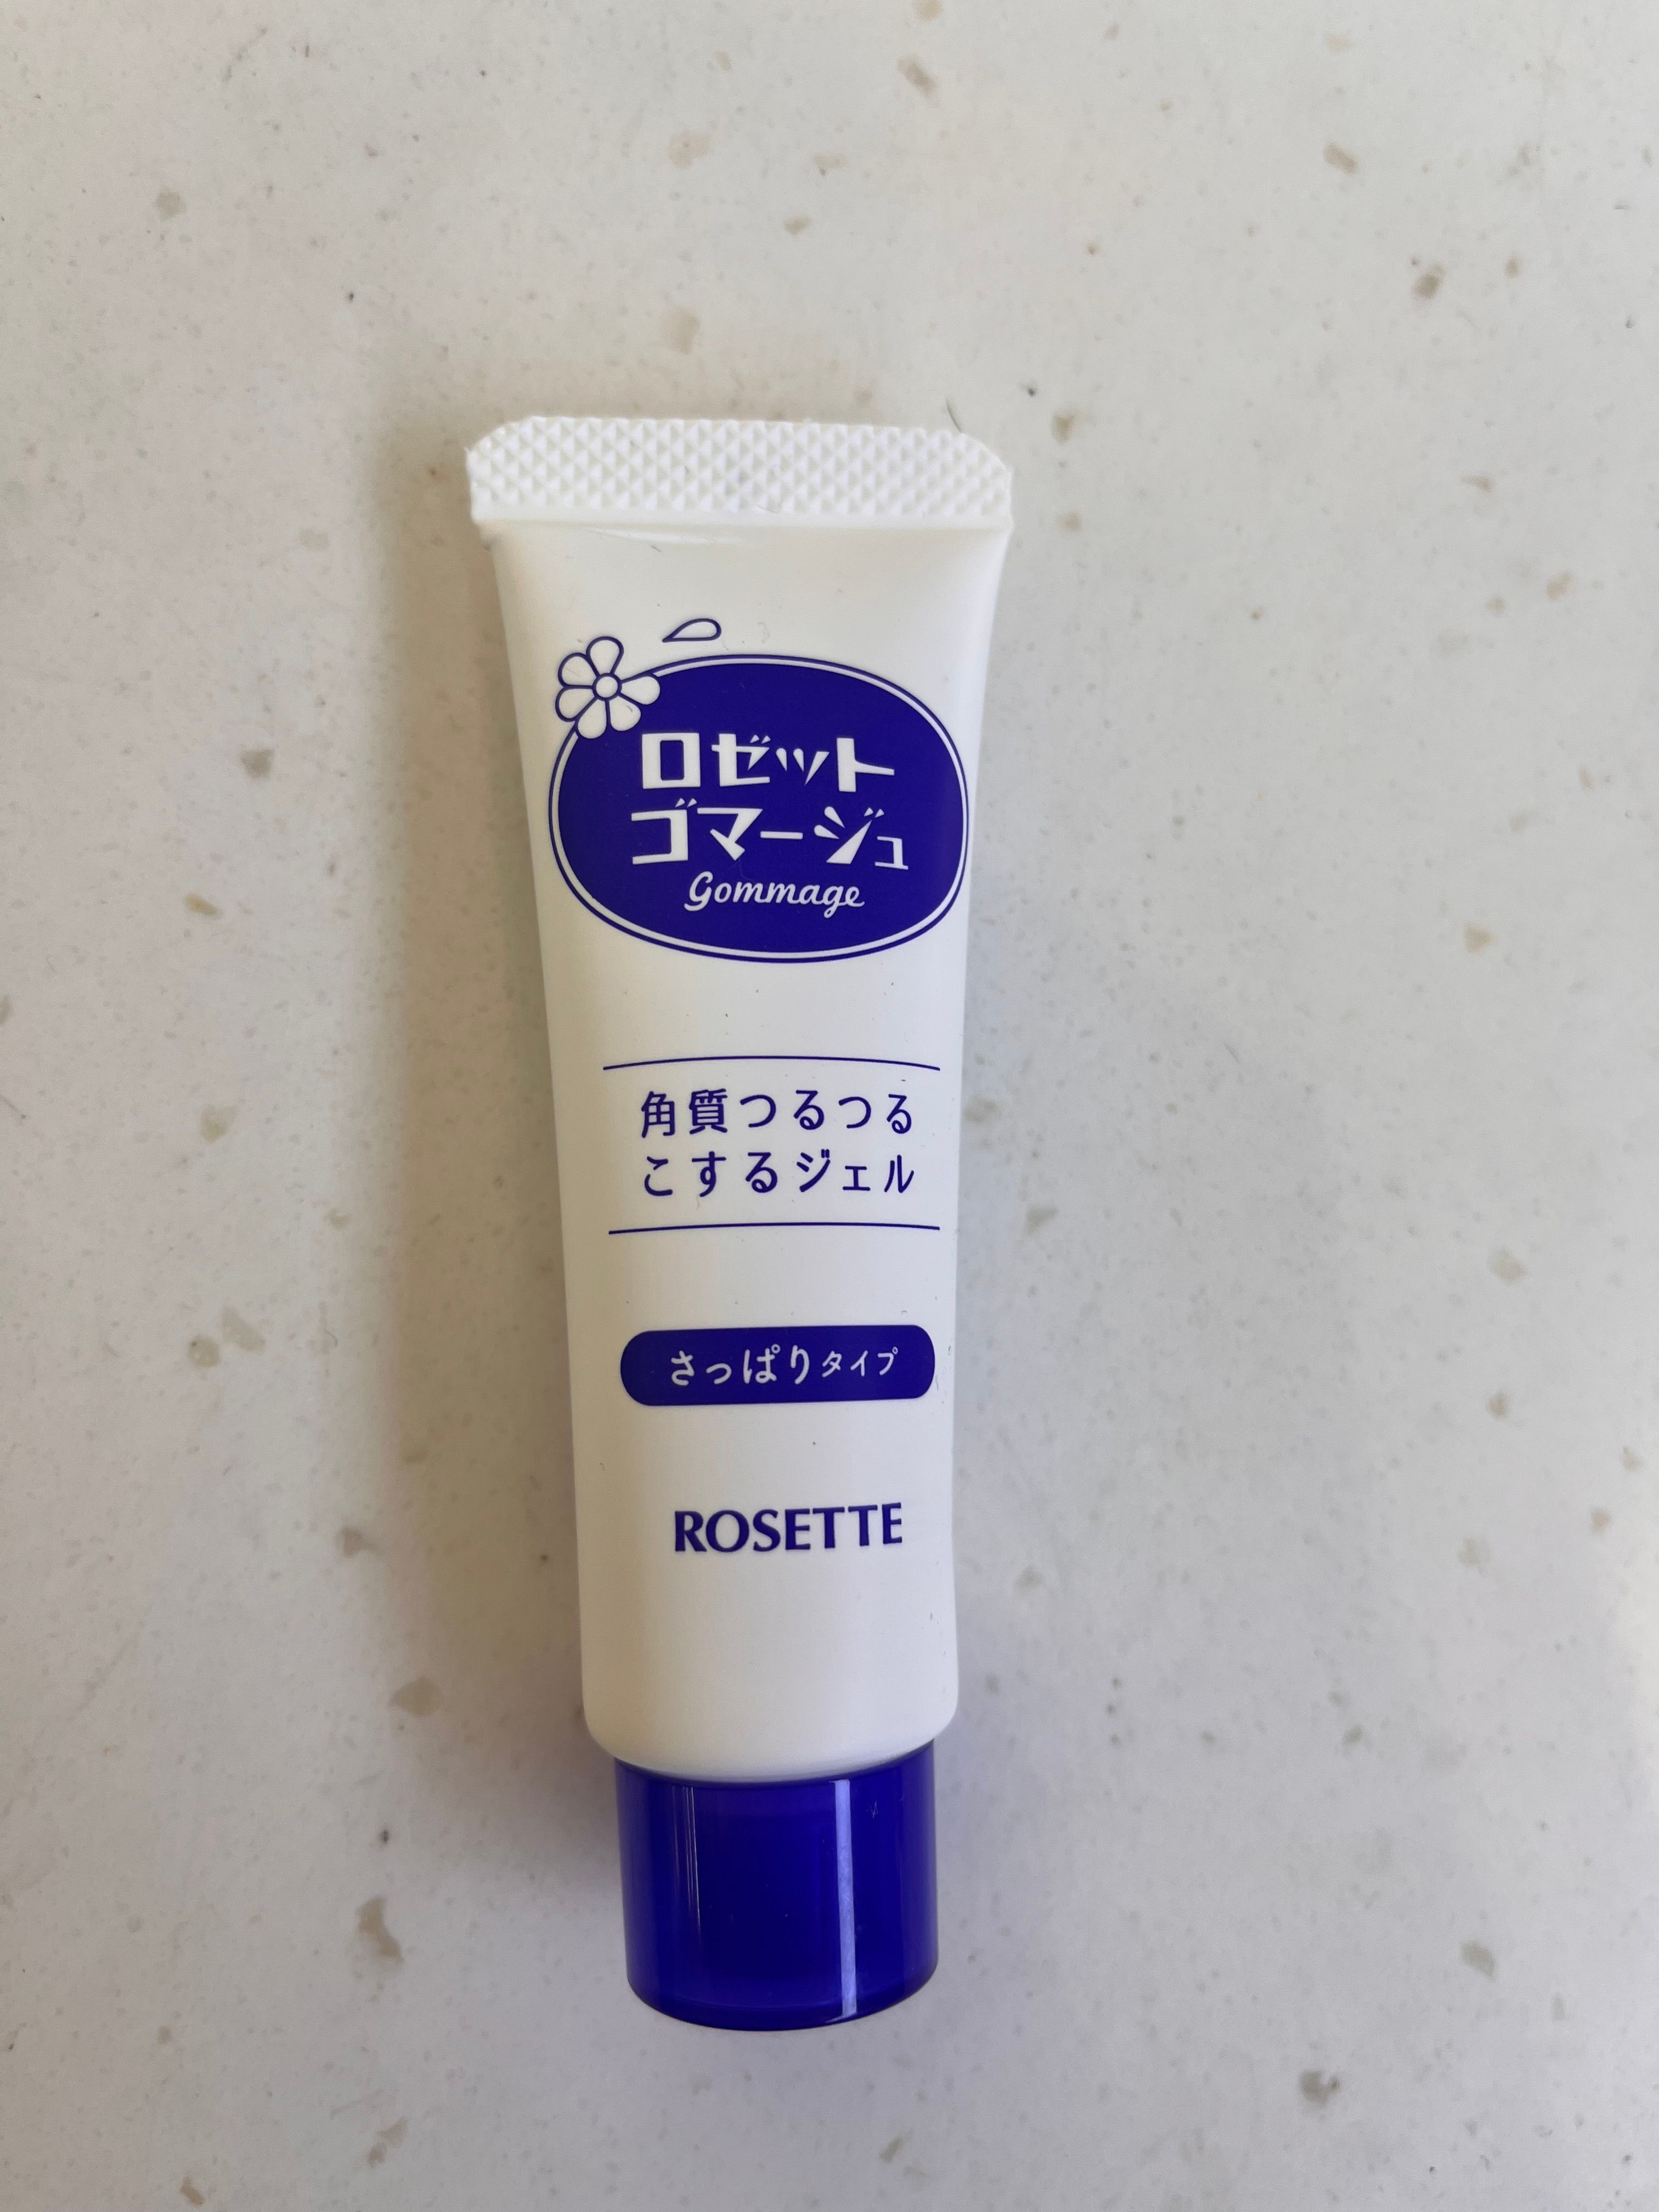 ロゼット
ゴマージュ
Gommage
角質つるつる
こするジェル
さっぱりタイプ
ROSETTE